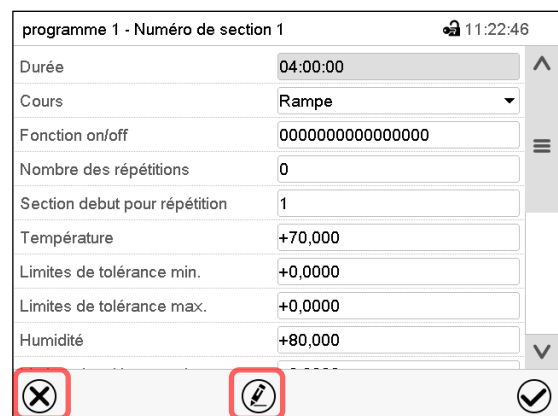 programme 1 - Numéro de section 1 11:22:46
Durée 04:00:00
Cours Rampe
Fonction on/off 0000000000000000
Nombre des répétitions 0
Section debut pour répétition 1
Température +70,000
Limites de tolérance min. +0,0000
Limites de tolérance max. +0,0000
Humidité +80,000